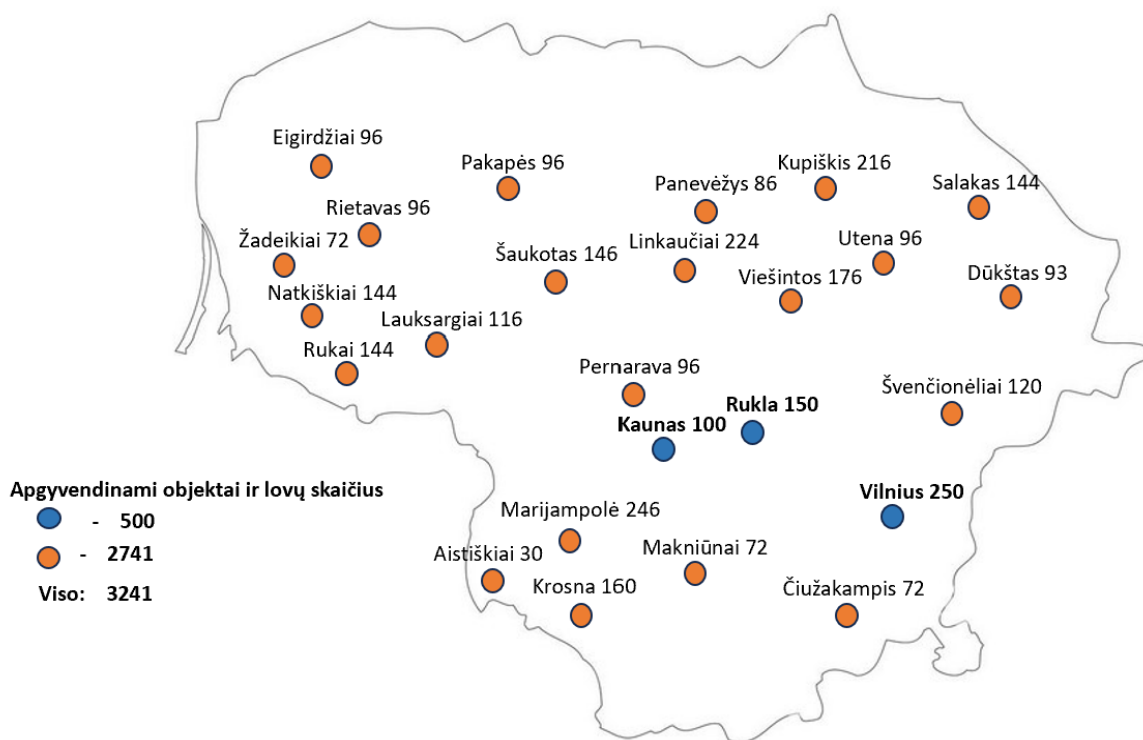 Eigirdžiai 96
Pakapės 96
Kupiškis 216
Panevėžys 86
Salakas 144
Rietavas 96
Žadeikiai 72
Šaukotas 146
Linkaučiai 224
Utena 96
Viešintos 176
Dūkštas 93
Natkiškiai 144
Lauksargiai 116
Rukai 144
Pernarava 96
Švenčionėliai 120
Kaunas 100
Rukla 150
Apgyvendinami objektai ir lovų skaičius
- 500
- 2741
Viso: 3241
Vilnius 250
Marijampolė 246
Aistiškiai 30
Makniūnai 72
Krosna 160
Čiužakampis 72